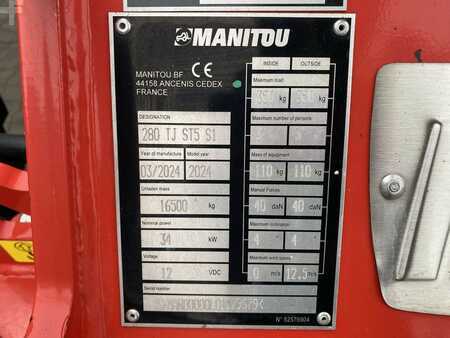 MANITOU
INSIDE OUTSIDE
MANITOU BF CE
44158 ANCENIS CEDEX
FRANCE
Maximum load
kg kg
DESIGNATION
280 TJ ST5 S1
Maximum number of persons
Year of manufacture Model year
03/2024 2024
Mass of equipment
110 kg 110 kg
Unladen mass
16500 kg
Manual Forces
40 daN 40 daN
Nominal power
34 kW
Maximum inclination
4 ° 4 °
Voltage
12 VDC
Maximum wind speed
0 m/s 12,5 m/s
Serial number
N° 52575904